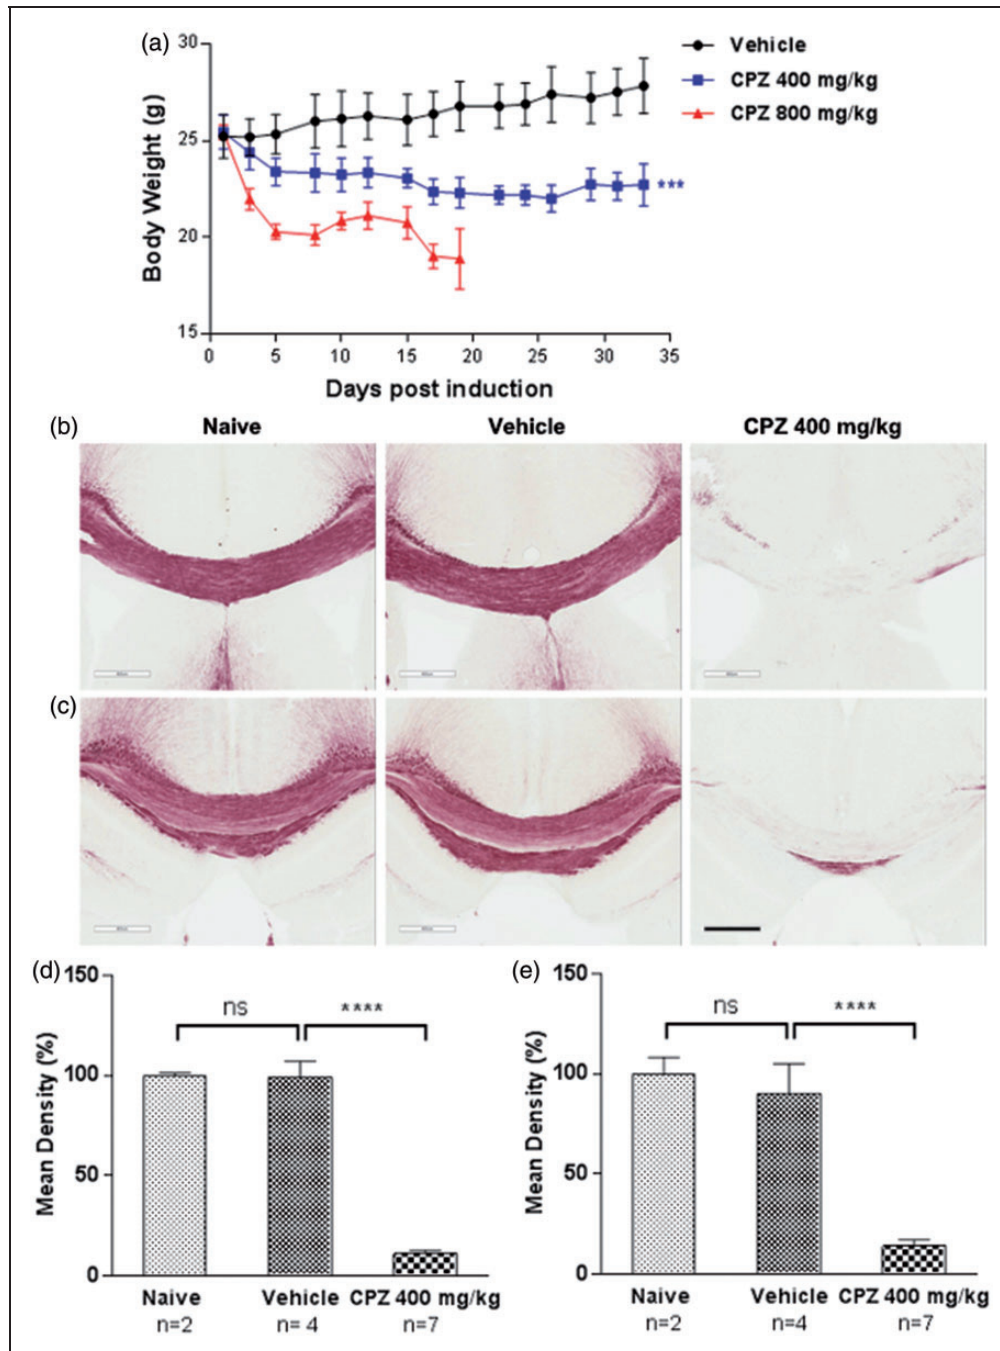 (a)
30
25
20
15
Body Weight (g)
0 5 10 15 20 25 30 35
Days post induction
Vehicle
CPZ 400 mg/kg
CPZ 800 mg/kg
***
(b)
Naive Vehicle CPZ 400 mg/kg
(c)
(d)
150
100
50
0
Mean Density (%)
ns
****
Naive Vehicle CPZ 400 mg/kg
n=2 n= 4 n=7
(e)
150
100
50
0
Mean Density (%)
ns
****
Naive Vehicle CPZ 400 mg/kg
n=2 n=4 n=7